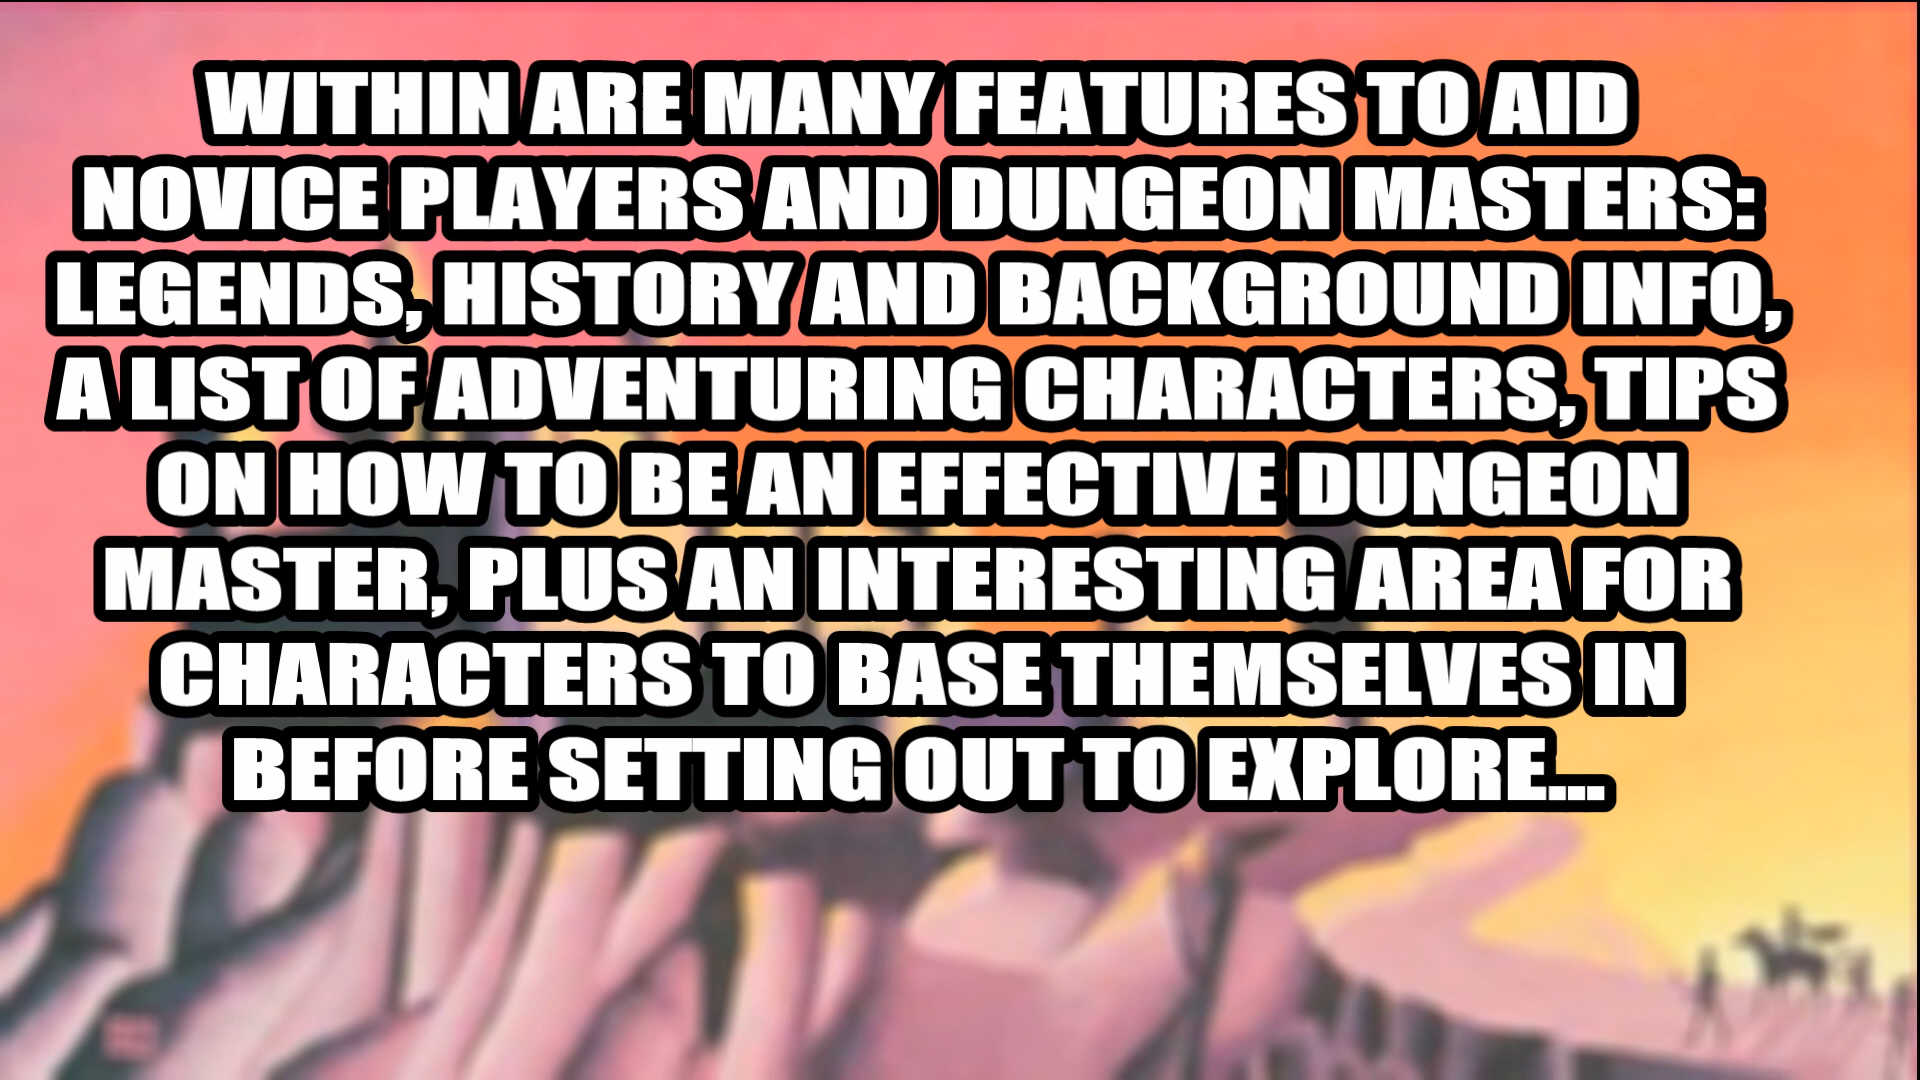 WITHIN ARE MANY FEATURES TO AID
NOVICE PLAYERS AND DUNGEON MASTERS:
LEGENDS, HISTORY AND BACKGROUND INFO,
A LIST OF ADVENTURING CHARACTERS, TIPS
ON HOW TO BE AN EFFECTIVE DUNGEON
MASTER, PLUS AN INTERESTING AREA FOR
CHARACTERS TO BASE THEMSELVES IN
BEFORE SETTING OUT TO EXPLORE...